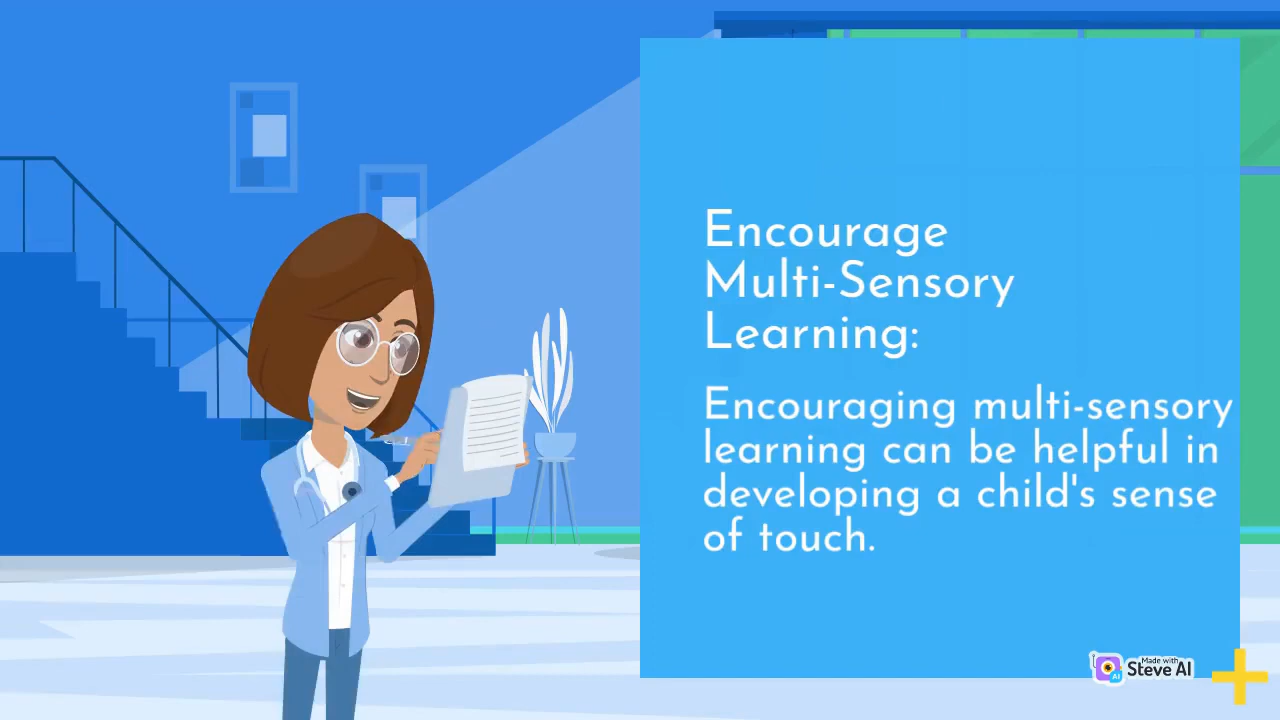 Encourage
Multi-Sensory
Learning:
Encouraging multi-sensory
learning can be helpful in
developing a child's sense
of touch.
Made with
Steve AI
AI